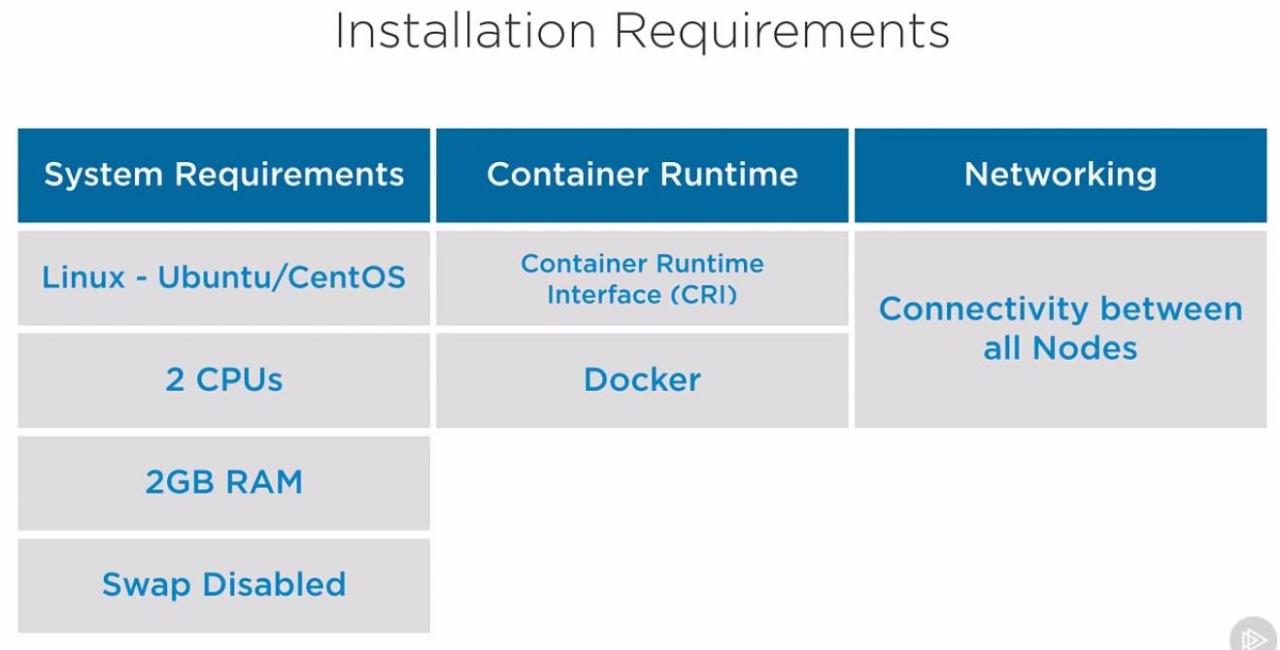 Installation Requirements
System Requirements
Container Runtime
Networking
Linux - Ubuntu/CentOS
Container Runtime
Interface (CRI)
Connectivity between
all Nodes
2 CPUs
Docker
2GB RAM
Swap Disabled